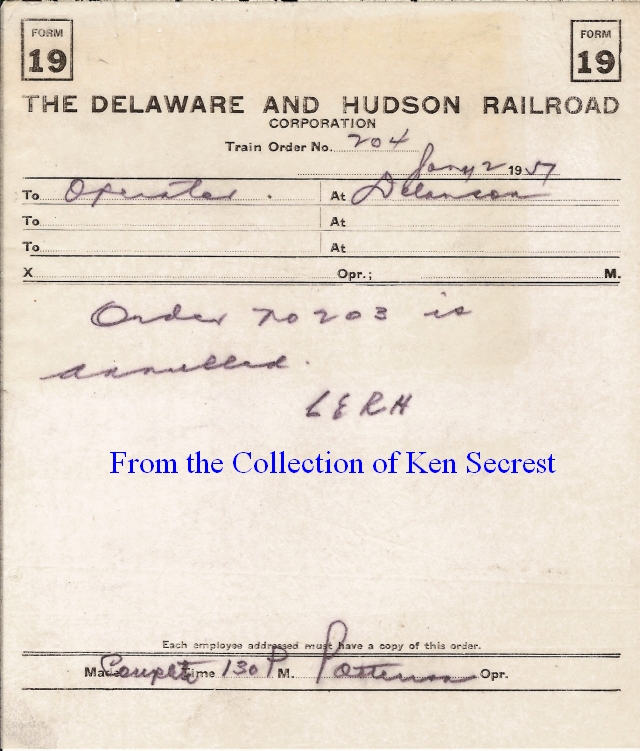 FORM 19 FORM 19
THE DELAWARE AND HUDSON RAILROAD
CORPORATION
Train Order No. 204
Jany 2 1957
To Operator. At Delanson
To At
To At
X Opr.; M.
Order No 203 is
annulled.
LERH
From the Collection of Ken Secrest
Each employee addressed must have a copy of this order.
Made Complete Time 130 P M. Patterson Opr.